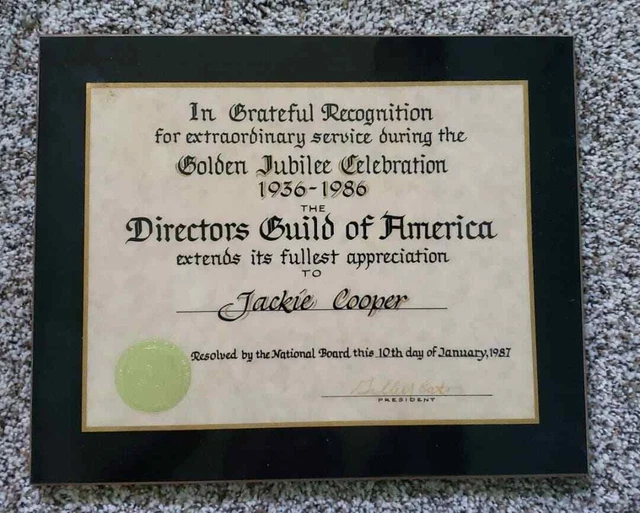 In Grateful Recognition
for extraordinary service during the
Golden Jubilee Celebration
1936-1986
THE
Directors Guild of America
extends its fullest appreciation
TO
Jackie Cooper
Resolved by the National Board this 10th day of January, 1987
PRESIDENT